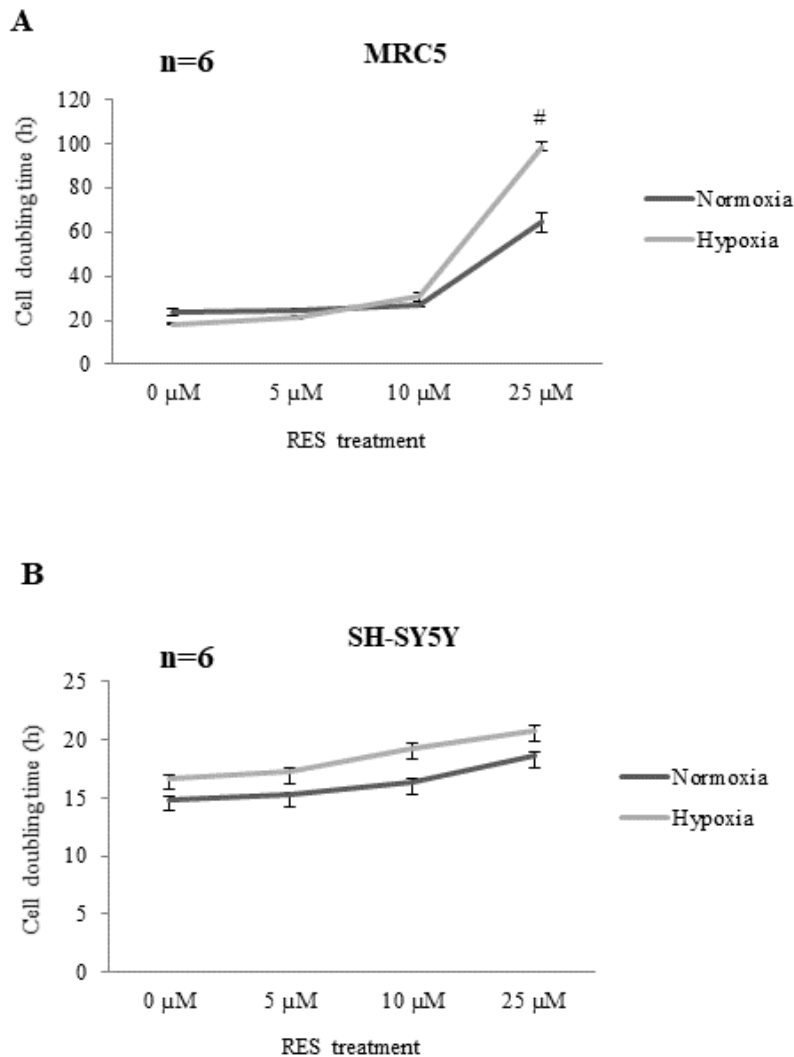 A
n=6
MRC5
Cell doubling time (h)
120
100
80
60
40
20
0
#
Normoxia
Hypoxia
0 µM 5 µM 10 µM 25 µM
RES treatment
B
n=6
SH-SY5Y
Cell doubling time (h)
25
20
15
10
5
0
Normoxia
Hypoxia
0 µM 5 µM 10 µM 25 µM
RES treatment